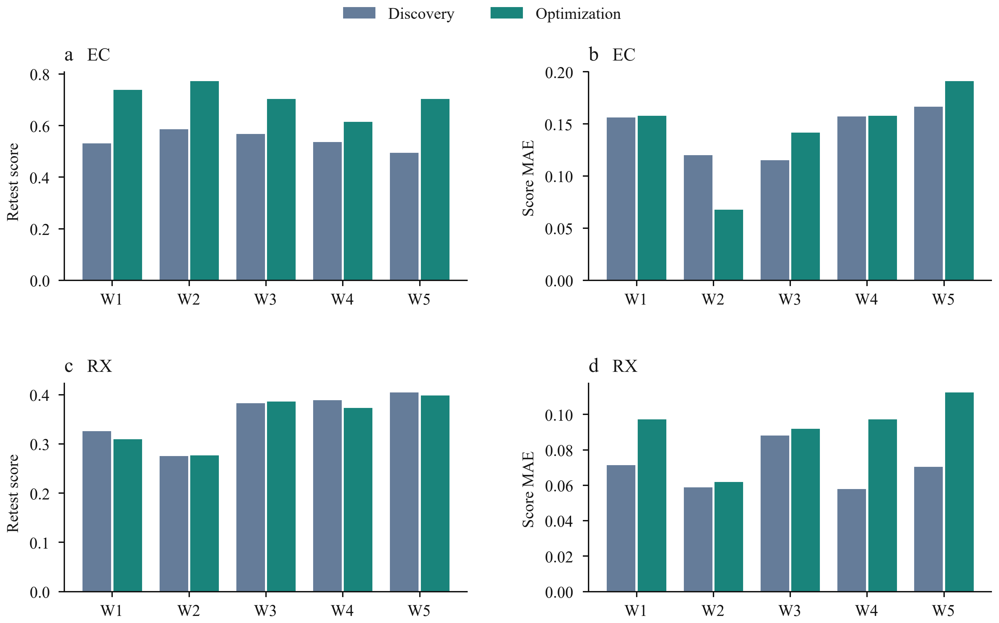 Discovery Optimization
a EC
0.8
0.6
0.4
0.2
0.0
Retest score
W1 W2 W3 W4 W5
b EC
0.20
0.15
0.10
0.05
0.00
Score MAE
W1 W2 W3 W4 W5
c RX
0.4
0.3
0.2
0.1
0.0
Retest score
W1 W2 W3 W4 W5
d RX
0.10
0.08
0.06
0.04
0.02
0.00
Score MAE
W1 W2 W3 W4 W5